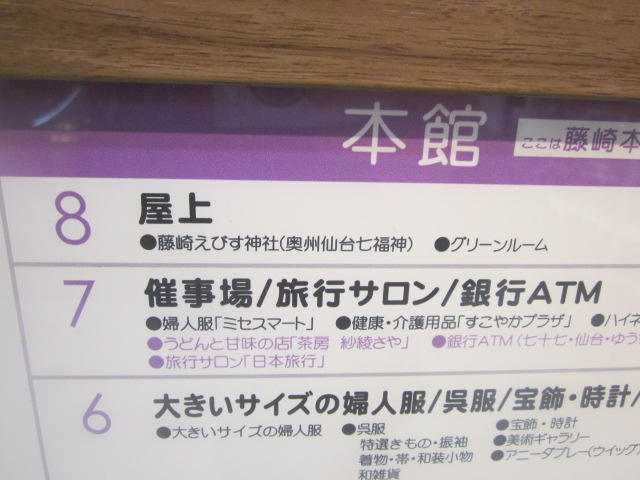 本館
ここは藤崎本
8 屋上
●藤崎えびす神社(奥州仙台七福神) ●グリーンルーム
7 催事場/旅行サロン/銀行ATM
●婦人服「ミセスマート」 ●健康・介護用品「すこやかプラザ」 ●ハイネ
●うどんと甘味の店「茶房 紗綾さや」 ●銀行ATM(七十七・仙台・ゆう
●旅行サロン「日本旅行」
6 大きいサイズの婦人服/呉服/宝飾・時計/
●大きいサイズの婦人服 ●呉服 ●宝飾・時計
特選きもの・振袖 ●美術ギャラリー
着物・帯・和装小物 ●アニーダブレー(ウイッグ)
和雑貨